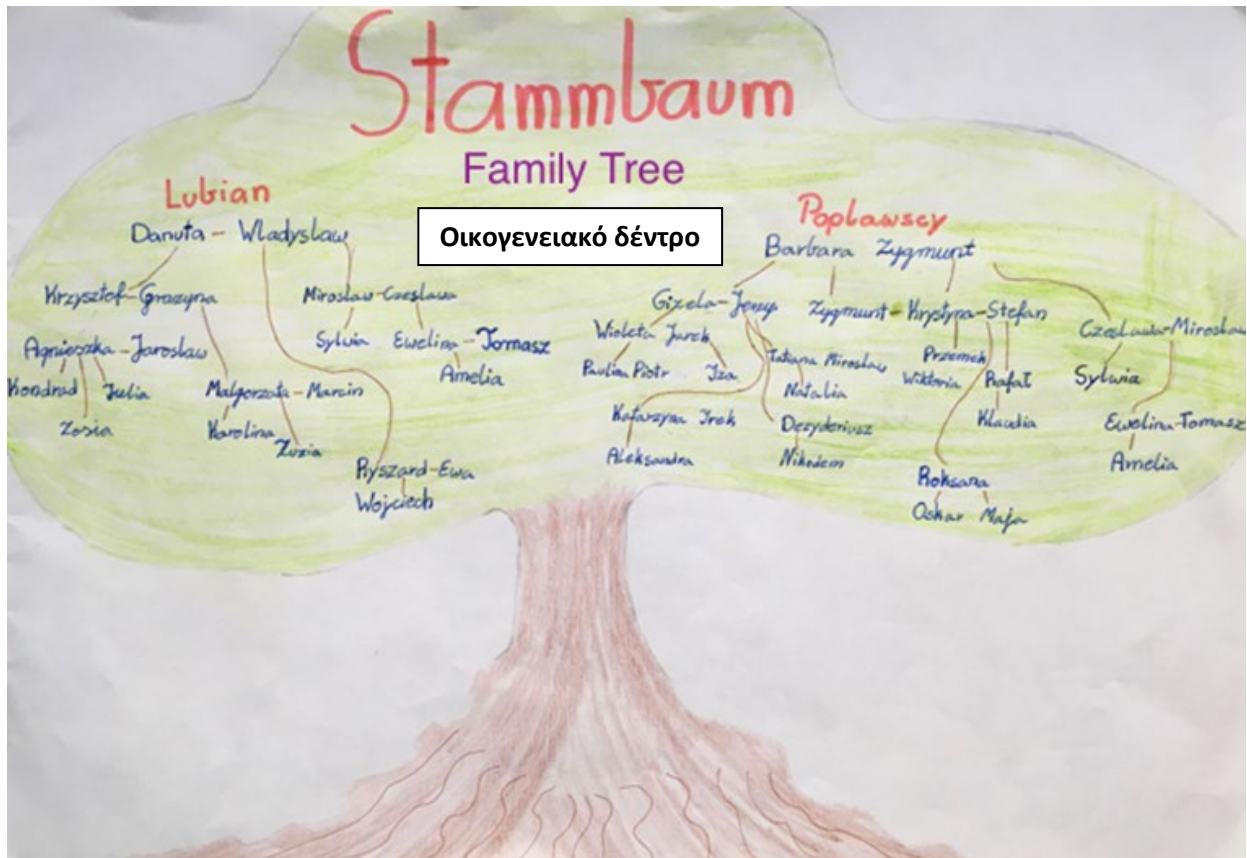 Stammbaum
Family Tree
Οικογενειακό δέντρο
Lubian
Danuta - Wladyslaw
Krzysztof - Grazyna
Miroslaw - Czeslawa
Agnieszka - Jaroslaw
Sylvia Ewelina - Tomasz
Amelia
Kondrad Julia
Zosia
Malgorzata - Marcin
Karolina
Zuzia
Ryszard - Ewa
Wojciech
Poplawscy
Barbara Zygmunt
Gizela - Jerzy
Zygmunt - Krystyna - Stefan
Czeslawa - Miroslaw
Wioleta Jurek
Paulina Piotr Iza
Tatiana Miroslaw
Natalia
Przemek
Wiktoria
Rafał
Klaudia
Sylwia
Ewelina - Tomasz
Amelia
Katarzyna Irek
Aleksandra
Dezyderiusz
Nikodem
Roksana
Oskar Maja